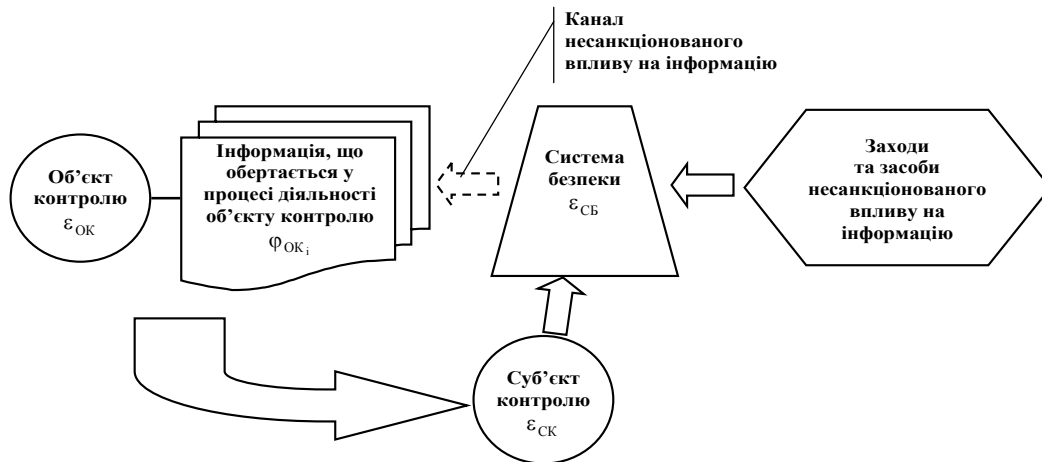 Канал
несанкціонованого
впливу на інформацію
Об’єкт
контролю
ε_ОК
Інформація, що
обертається у
процесі діяльності
об’єкту контролю
φ_ОК_i
Система
безпеки
ε_СБ
Заходи
та засоби
несанкціонованого
впливу на
інформацію
Суб’єкт
контролю
ε_СК